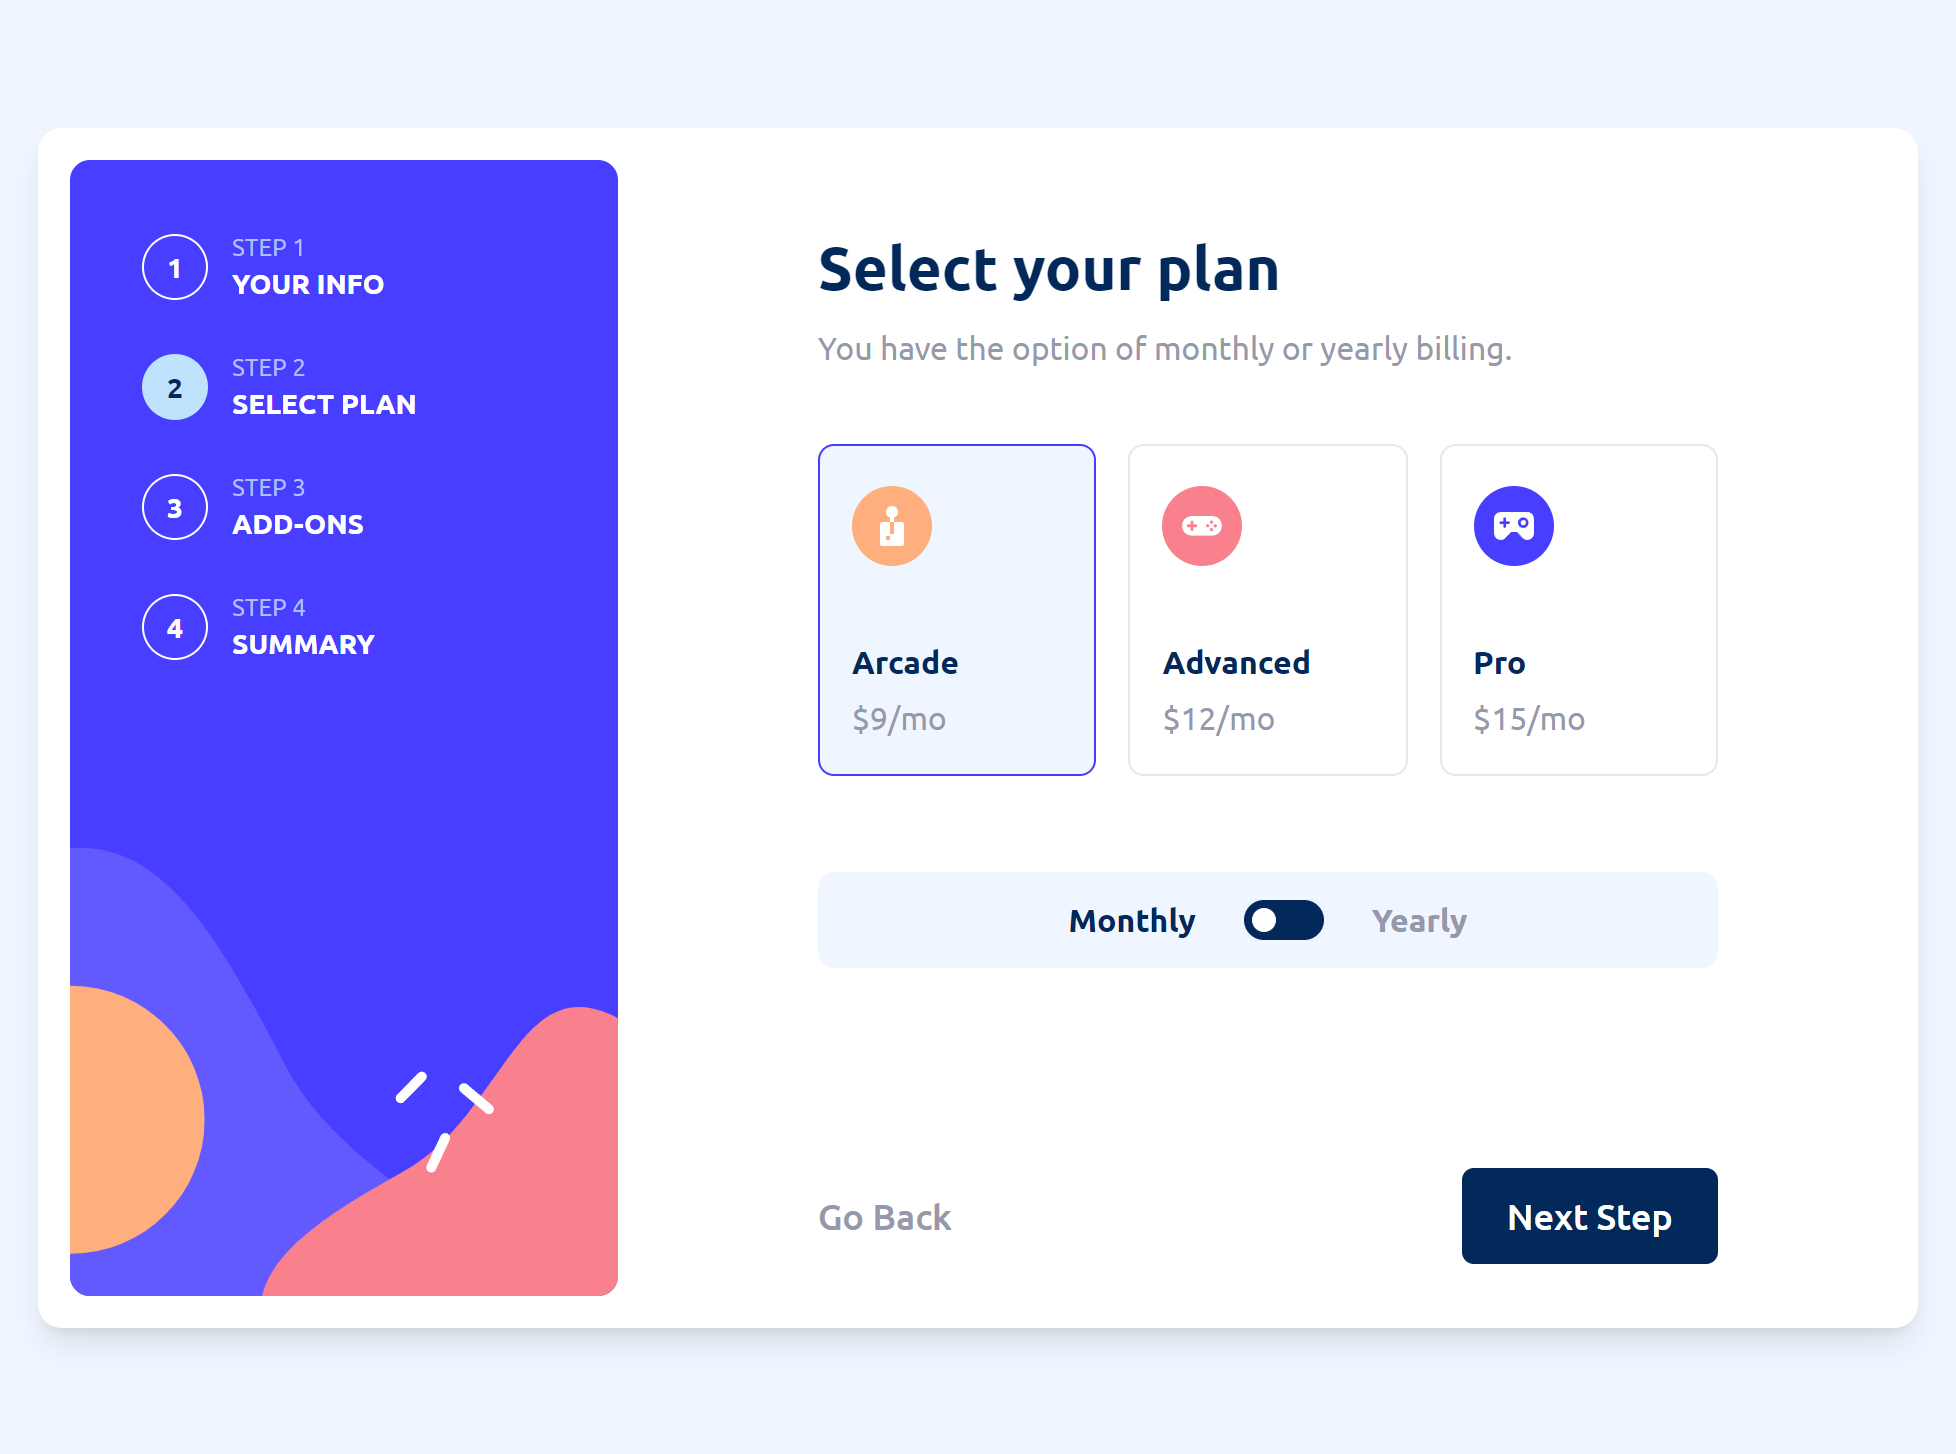 1
STEP 1
YOUR INFO
2
STEP 2
SELECT PLAN
3
STEP 3
ADD-ONS
4
STEP 4
SUMMARY
Select your plan
You have the option of monthly or yearly billing.
Arcade
$9/mo
Advanced
$12/mo
Pro
$15/mo
Monthly
Yearly
Go Back
Next Step